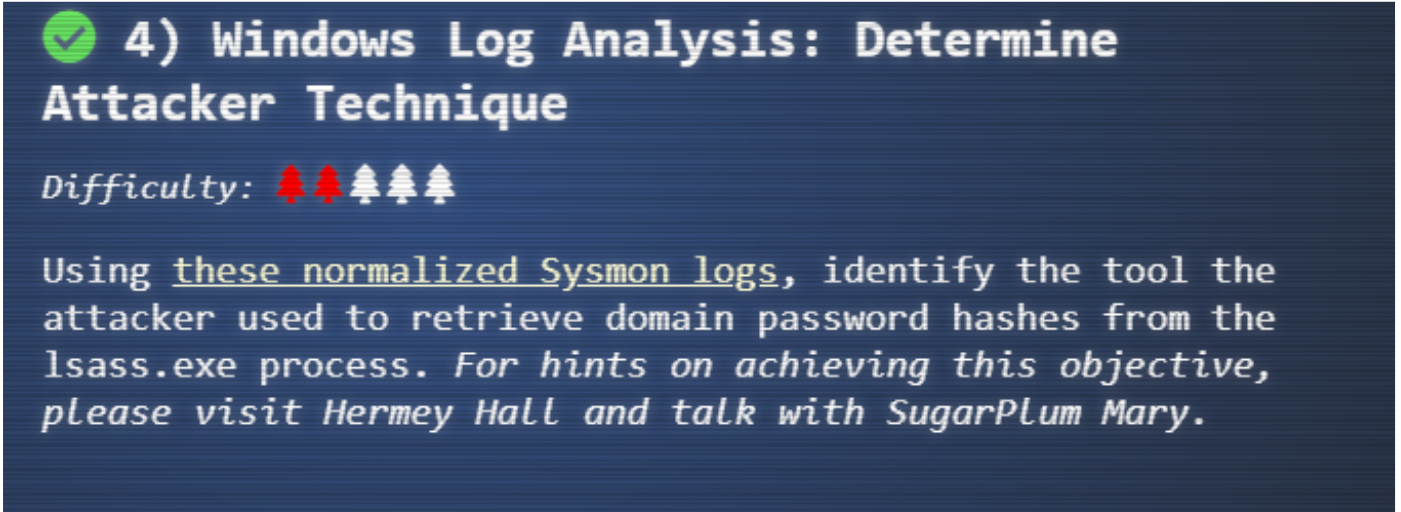 4) Windows Log Analysis: Determine
Attacker Technique
Difficulty:
Using these normalized Sysmon logs, identify the tool the
attacker used to retrieve domain password hashes from the
lsass.exe process. For hints on achieving this objective,
please visit Hermey Hall and talk with SugarPlum Mary.